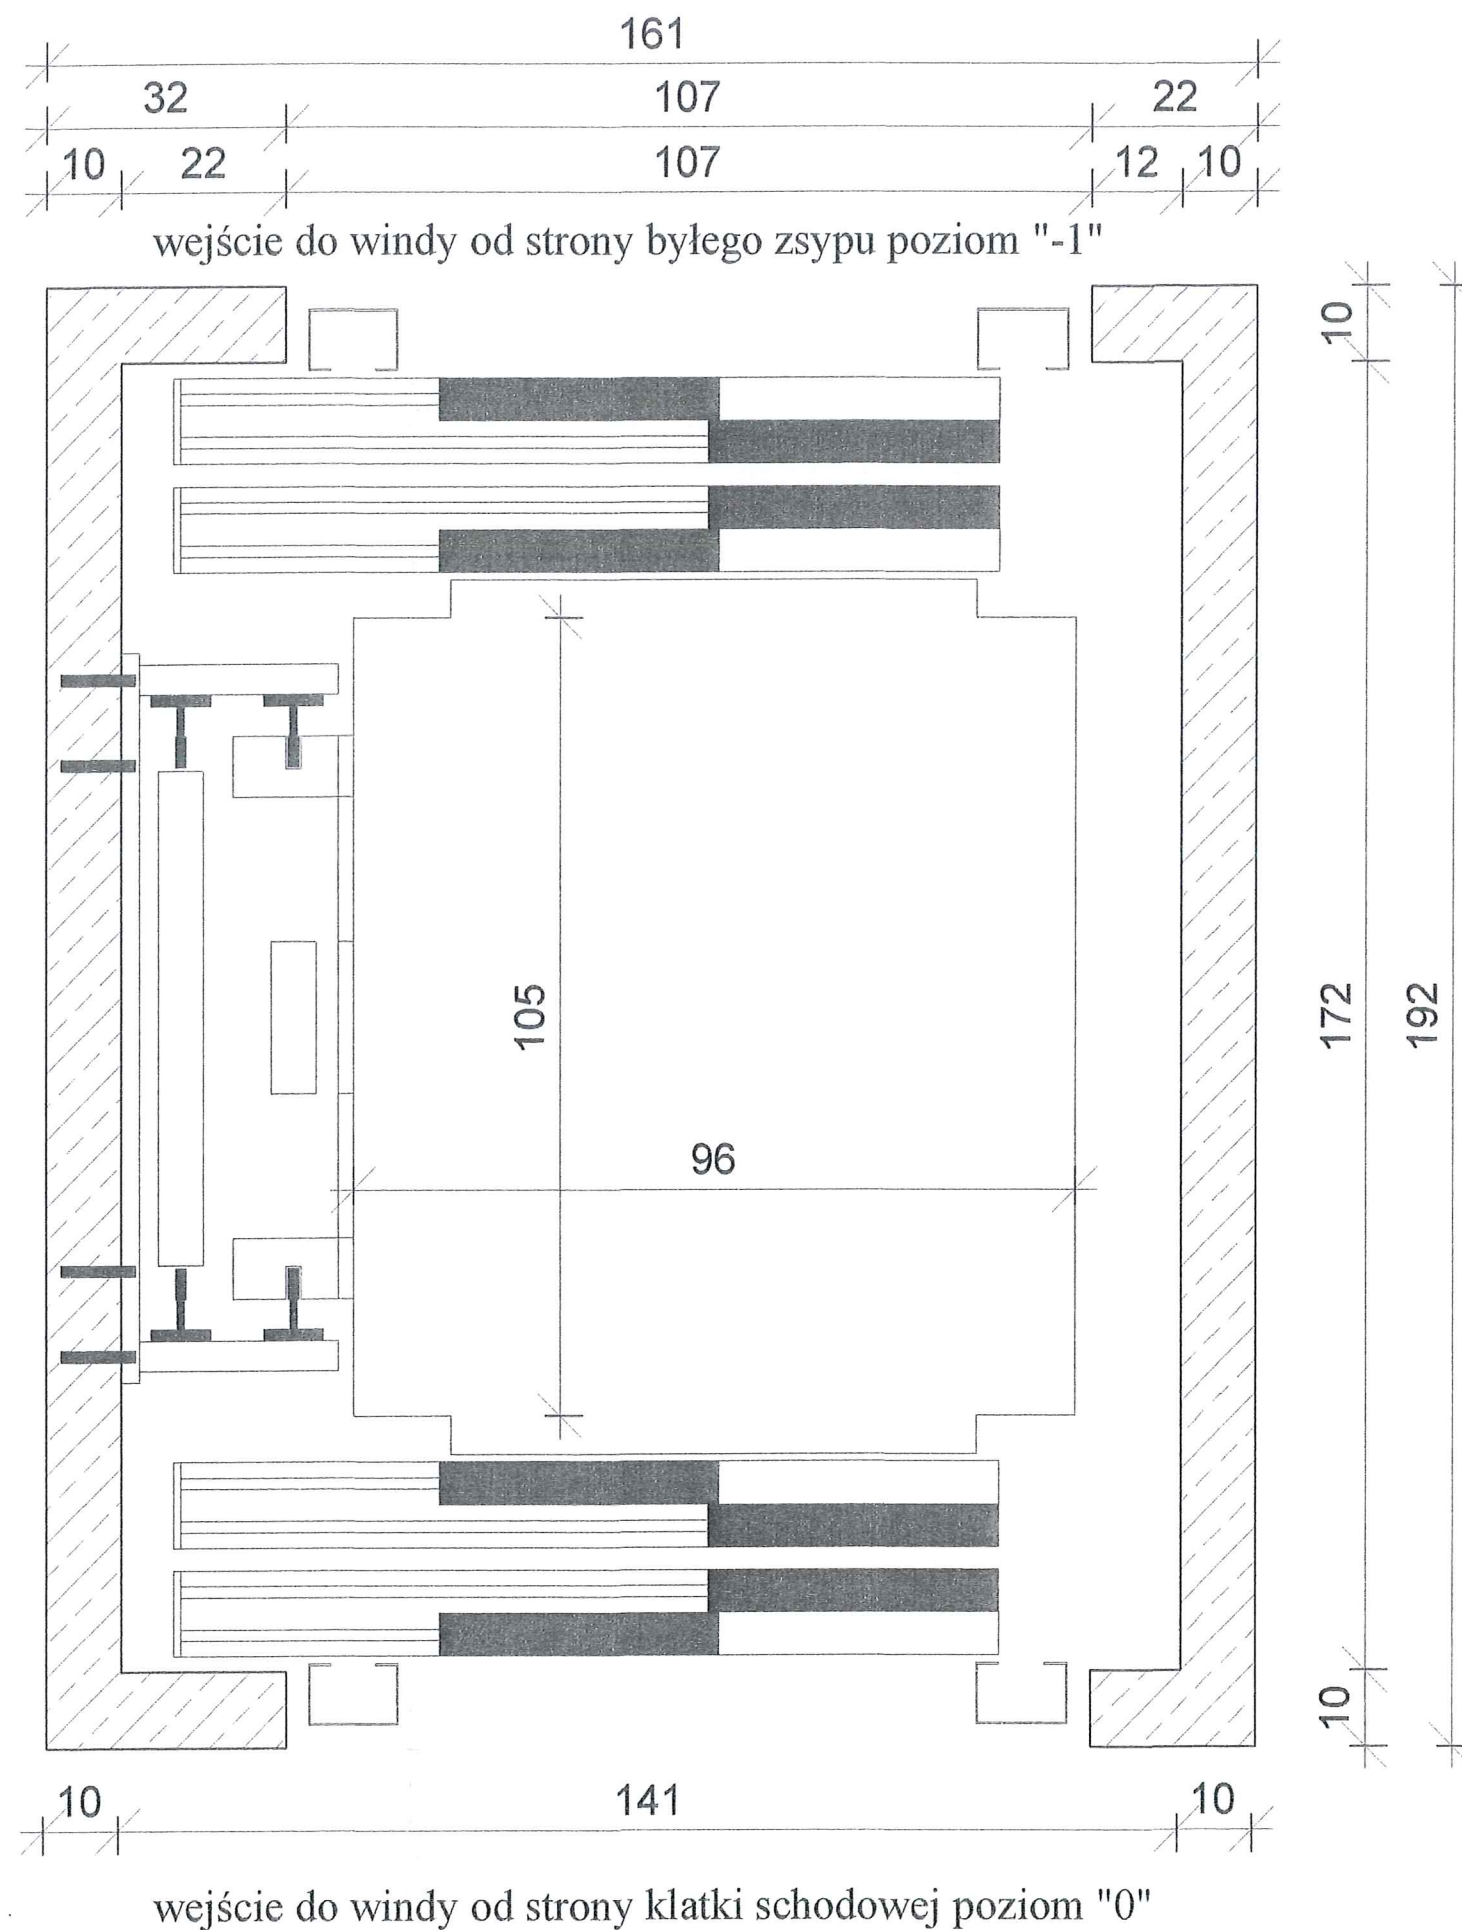 161
32 107 22
10 22 107 12 10
wejście do windy od strony byłego zsypu poziom "-1"
10
105
172
192
96
10
10 141 10
wejście do windy od strony klatki schodowej poziom "0"